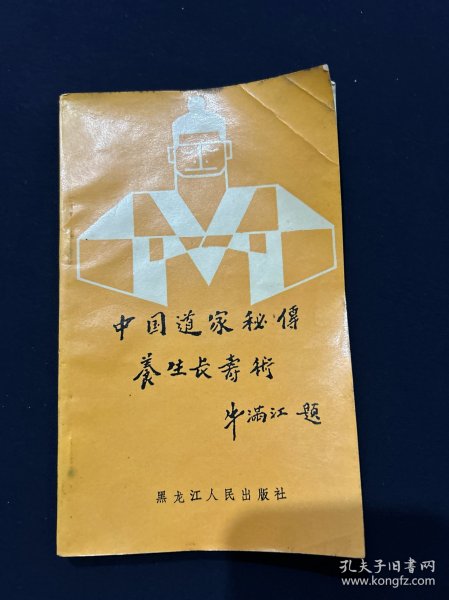 中国道家秘傳
養生长壽術
牛滿江 题
黑龙江人民出版社
孔夫子旧书网
www.kongfz.com